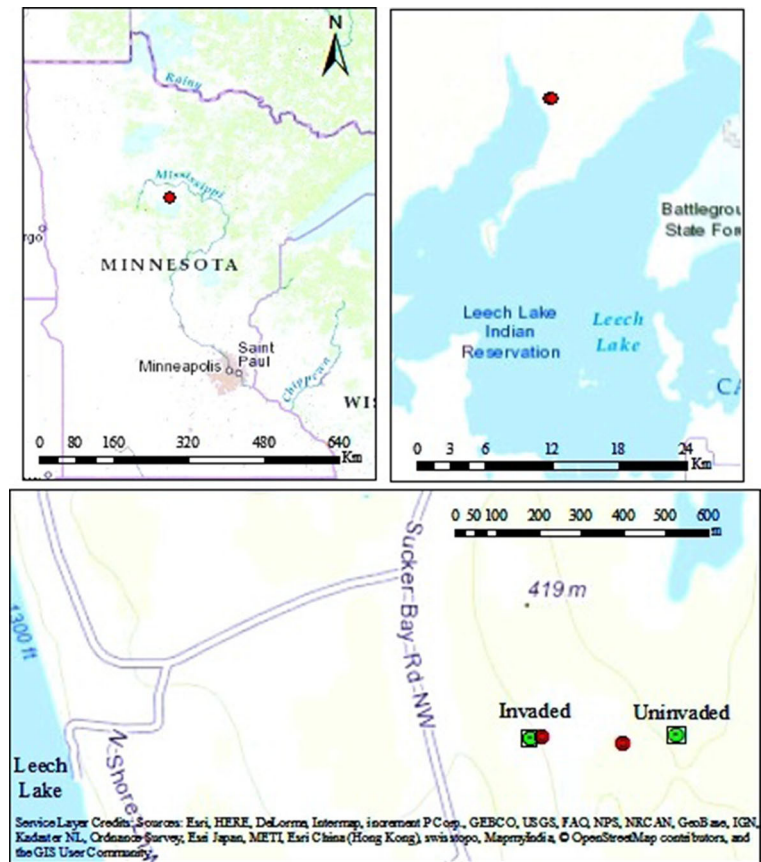 N
Rainy
Mississippi
rgo
MINNESOTA
Saint
Minneapolis Paul
Chippewa
WIS
0 80 160 320 480 640
Km
Battlegrou
State Fore
Leech Lake
Indian
Reservation
Leech
Lake
CA
0 3 6 12 18 24
Km
0 50 100 200 300 400 500 600
m
1300 ft
Sucker-Bay-Rd-NW
419 m
Invaded
Uninvaded
N-Shore
Leech
Lake
Service Layer Credits: Sources: Esri, HERE, DeLorme, Intermap, increment P Corp., GEBCO, USGS, FAO, NPS, NRCAN, GeoBase, IGN,
Kadaster NL, Ordnance Survey, Esri Japan, METI, Esri China (Hong Kong), swisstopo, MapmyIndia, © OpenStreetMap contributors, and
the GIS User Community